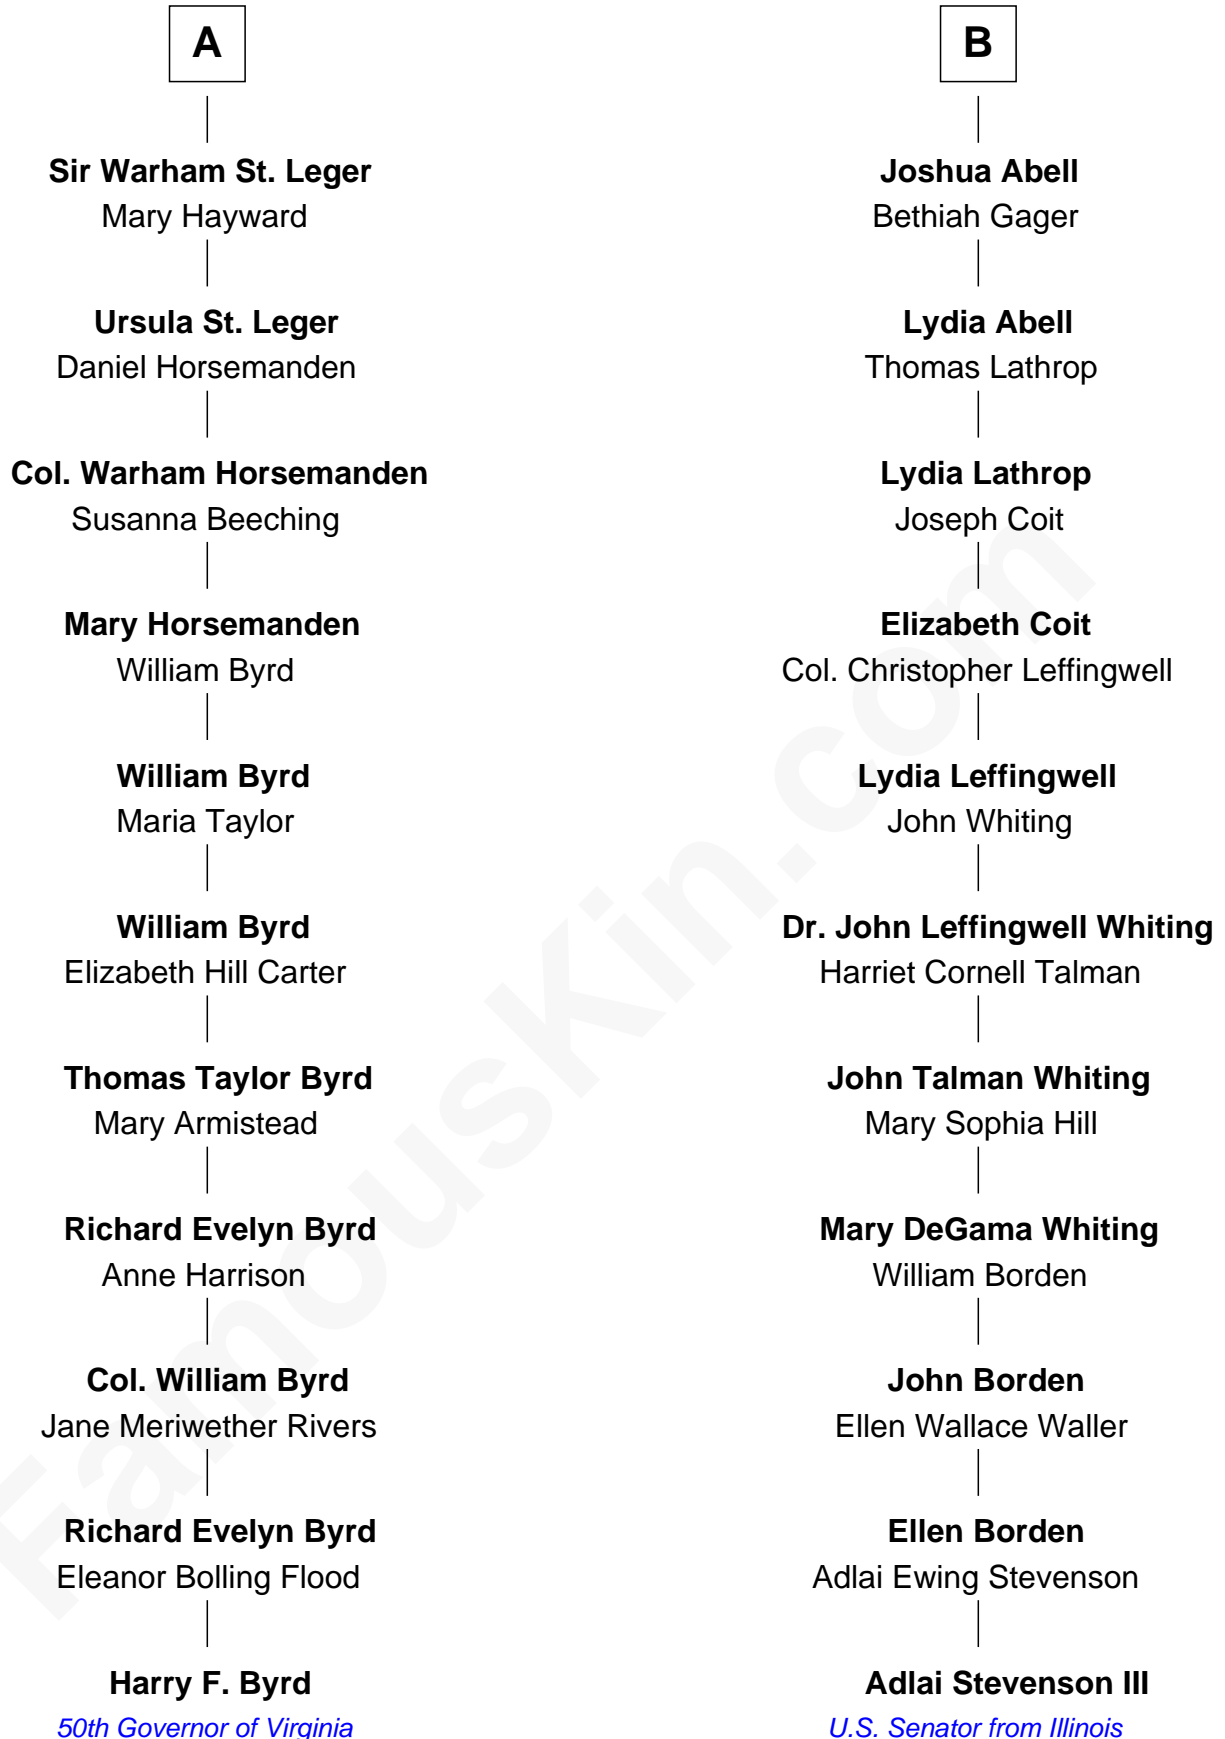 A
Sir Warham St. Leger
Mary Hayward
Ursula St. Leger
Daniel Horsemanden
Col. Warham Horsemanden
Susanna Beeching
Mary Horsemanden
William Byrd
William Byrd
Maria Taylor
William Byrd
Elizabeth Hill Carter
Thomas Taylor Byrd
Mary Armistead
Richard Evelyn Byrd
Anne Harrison
Col. William Byrd
Jane Meriwether Rivers
Richard Evelyn Byrd
Eleanor Bolling Flood
Harry F. Byrd
50th Governor of Virginia
B
Joshua Abell
Bethiah Gager
Lydia Abell
Thomas Lathrop
Lydia Lathrop
Joseph Coit
Elizabeth Coit
Col. Christopher Leffingwell
Lydia Leffingwell
John Whiting
Dr. John Leffingwell Whiting
Harriet Cornell Talman
John Talman Whiting
Mary Sophia Hill
Mary DeGama Whiting
William Borden
John Borden
Ellen Wallace Waller
Ellen Borden
Adlai Ewing Stevenson
Adlai Stevenson III
U.S. Senator from Illinois
FamousKin.com